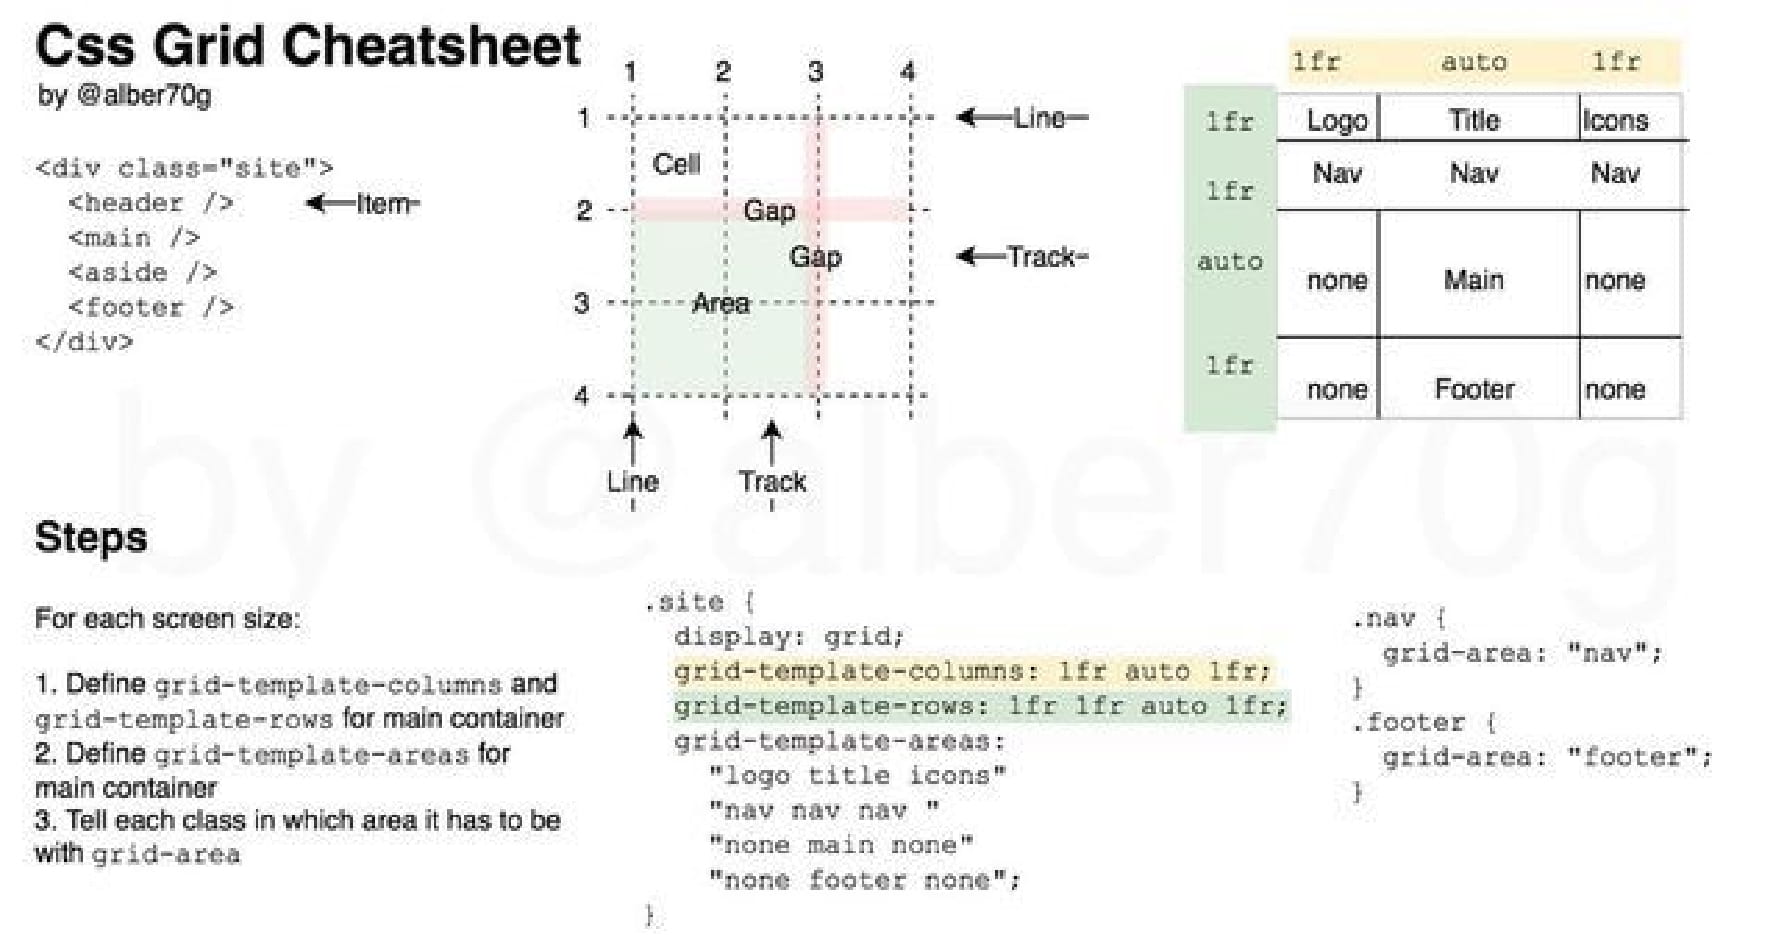 Css Grid Cheatsheet
by @alber70g
<div class="site">
<header />
←Item
<main />
<aside />
<footer />
</div>
1 2 3 4
1
←Line
Cell
2
Gap
Gap
←Track
3
Area
4
Line
Track
1fr auto 1fr
1fr Logo Title Icons
1fr Nav Nav Nav
auto none Main none
1fr none Footer none
by @alber70g
Steps
For each screen size:
1. Define grid-template-columns and
grid-template-rows for main container
2. Define grid-template-areas for
main container
3. Tell each class in which area it has to be
with grid-area
.site {
display: grid;
grid-template-columns: 1fr auto 1fr;
grid-template-rows: 1fr 1fr auto 1fr;
grid-template-areas:
"logo title icons"
"nav nav nav "
"none main none"
"none footer none";
}
.nav {
grid-area: "nav";
}
.footer {
grid-area: "footer";
}